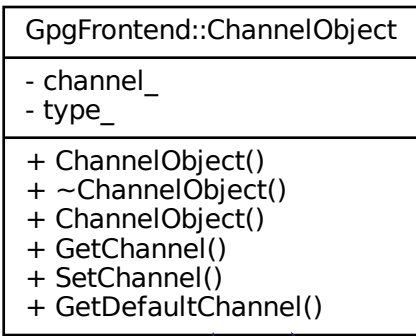 GpgFrontend::ChannelObject
- channel_
- type_
+ ChannelObject()
+ ~ChannelObject()
+ ChannelObject()
+ GetChannel()
+ SetChannel()
+ GetDefaultChannel()